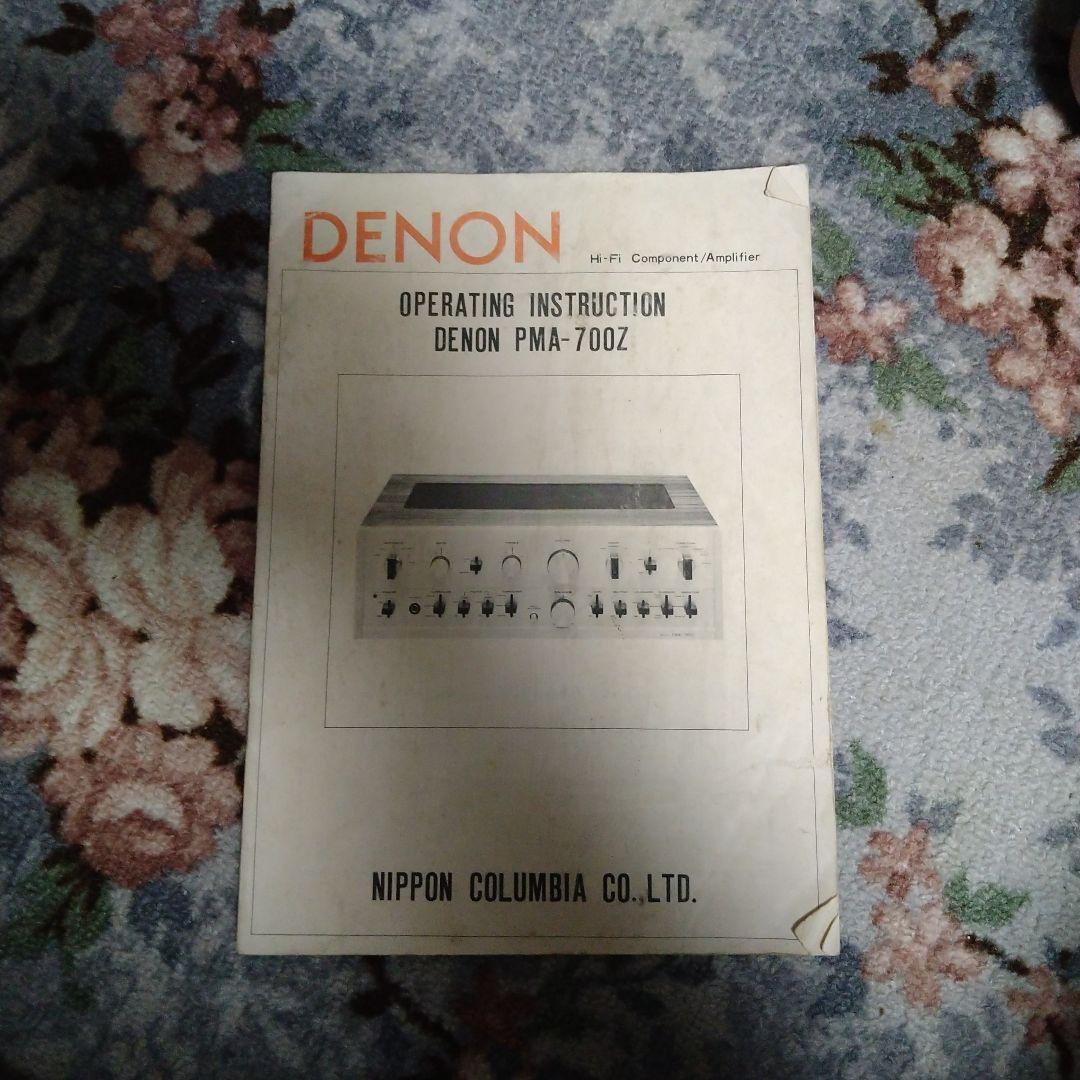 DENON
Hi-Fi Component/Amplifier
OPERATING INSTRUCTION
DENON PMA-700Z
NIPPON COLUMBIA CO., LTD.